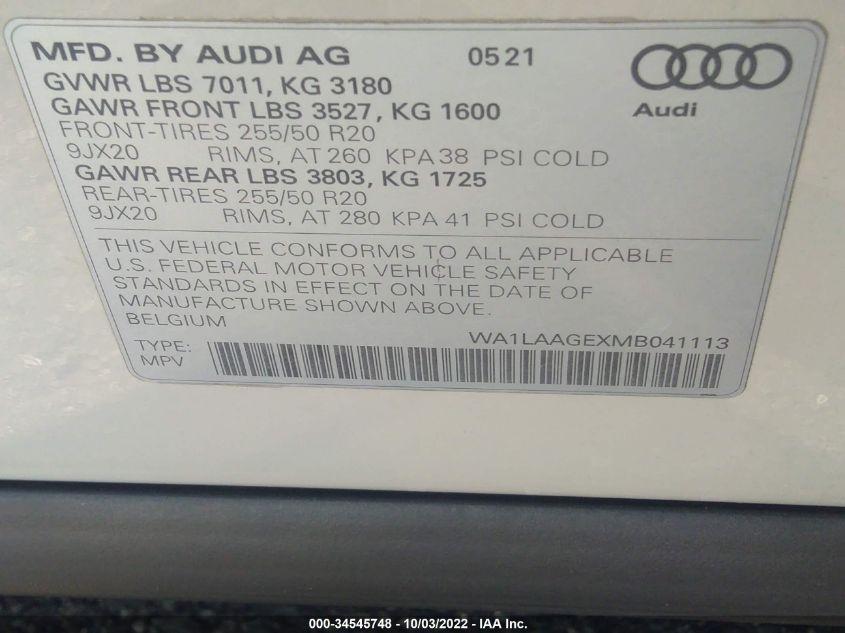 MFD. BY AUDI AG 0521
GVWR LBS 7011, KG 3180
GAWR FRONT LBS 3527, KG 1600
Audi
FRONT-TIRES 255/50 R20
9JX20 RIMS, AT 260 KPA 38 PSI COLD
GAWR REAR LBS 3803, KG 1725
REAR-TIRES 255/50 R20
9JX20 RIMS, AT 280 KPA 41 PSI COLD
THIS VEHICLE CONFORMS TO ALL APPLICABLE
U.S. FEDERAL MOTOR VEHICLE SAFETY
STANDARDS IN EFFECT ON THE DATE OF
MANUFACTURE SHOWN ABOVE.
BELGIUM
WA1LAAGEXMB041113
TYPE:
MPV
000-34545748 - 10/03/2022 - IAA Inc.